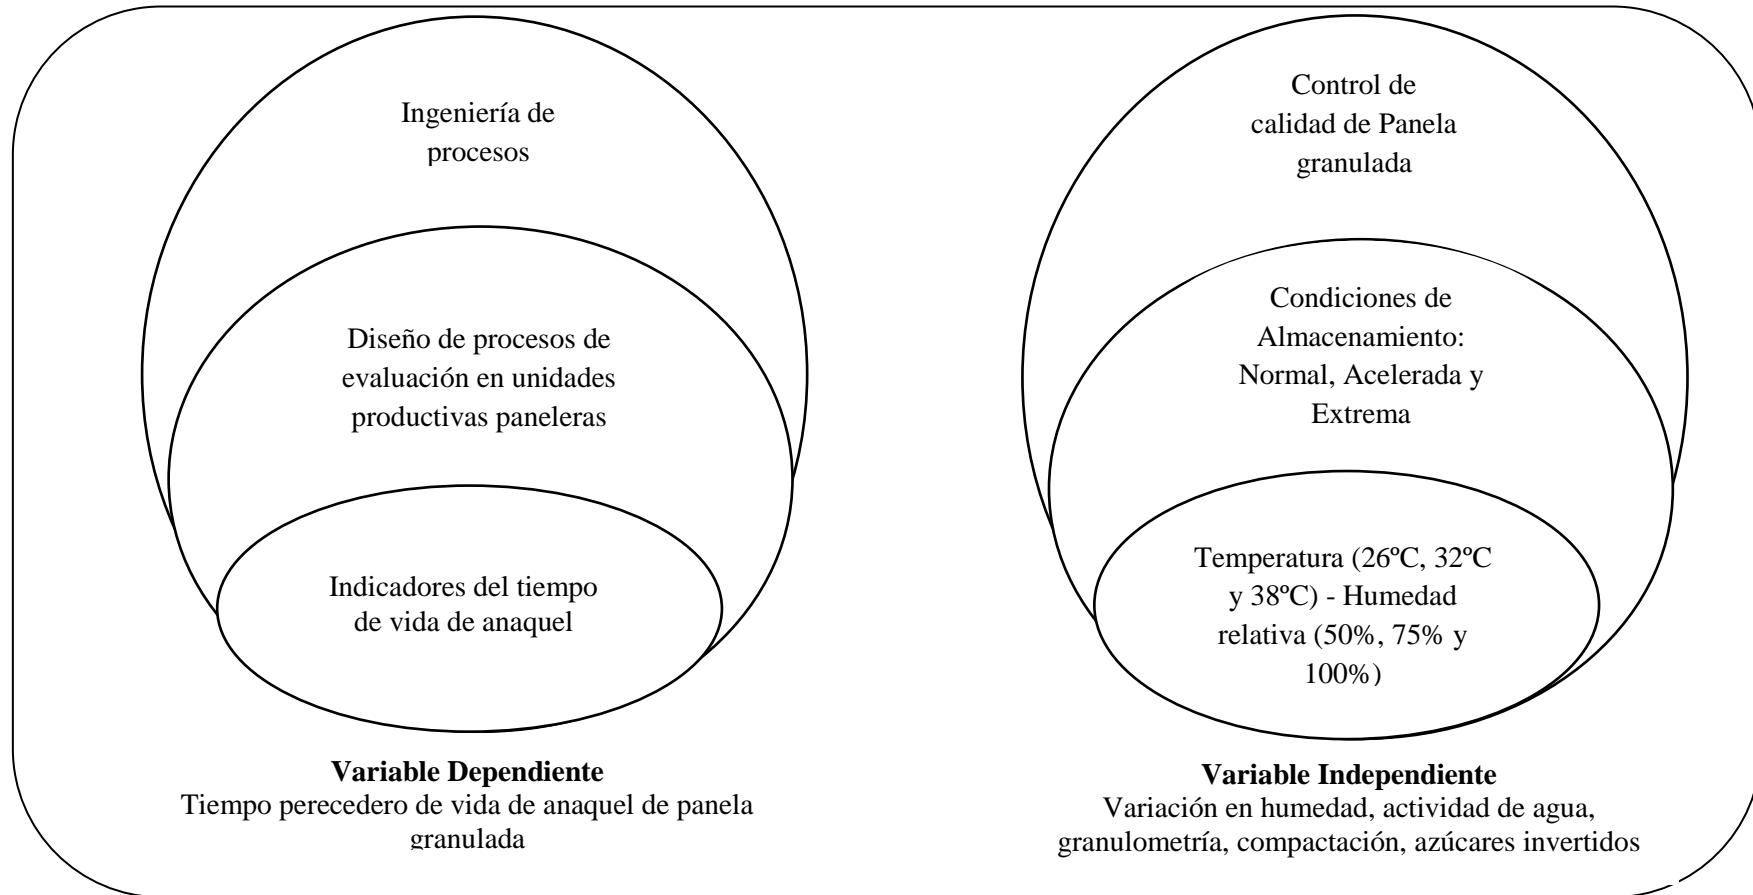 Ingeniería de
procesos
Diseño de procesos de
evaluación en unidades
productivas paneleras
Indicadores del tiempo
de vida de anaquel
Variable Dependiente
Tiempo perecedero de vida de anaquel de panela
granulada
Control de
calidad de Panela
granulada
Condiciones de
Almacenamiento:
Normal, Acelerada y
Extrema
Temperatura (26ºC, 32ºC
y 38ºC) - Humedad
relativa (50%, 75% y
100%)
Variable Independiente
Variación en humedad, actividad de agua,
granulometría, compactación, azúcares invertidos